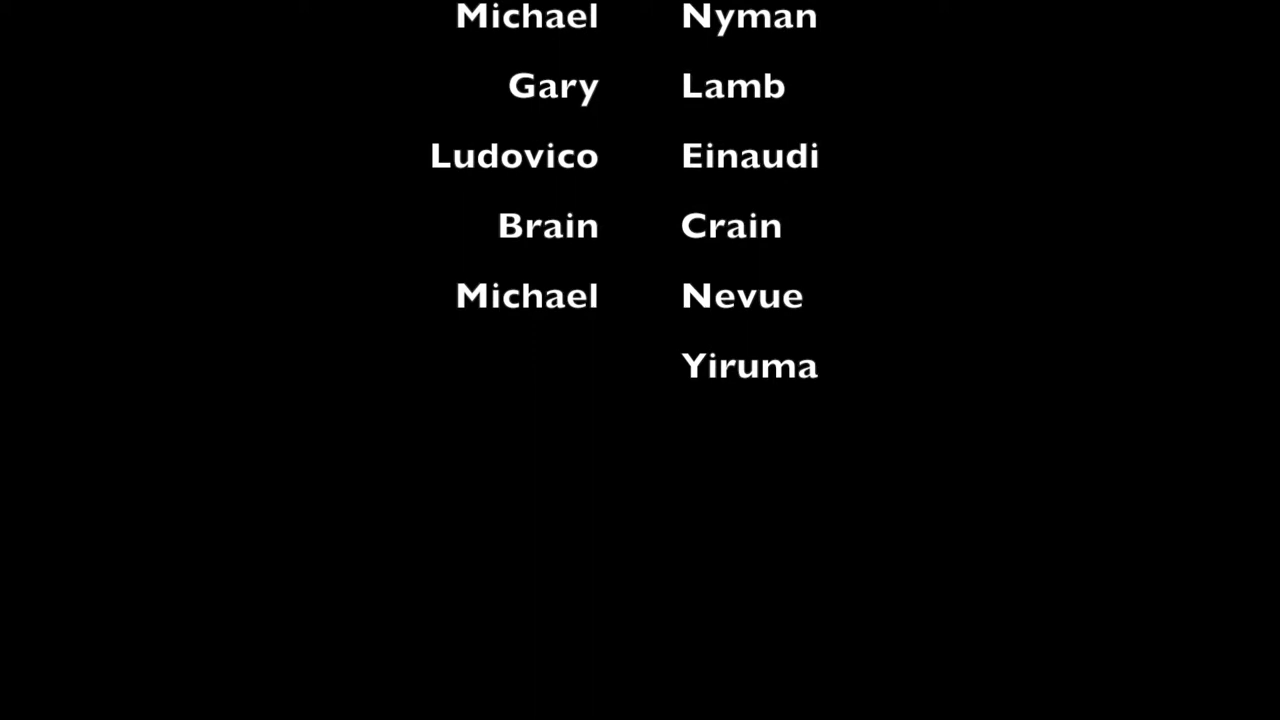 Michael Nyman
Gary Lamb
Ludovico Einaudi
Brain Crain
Michael Nevue
Yiruma